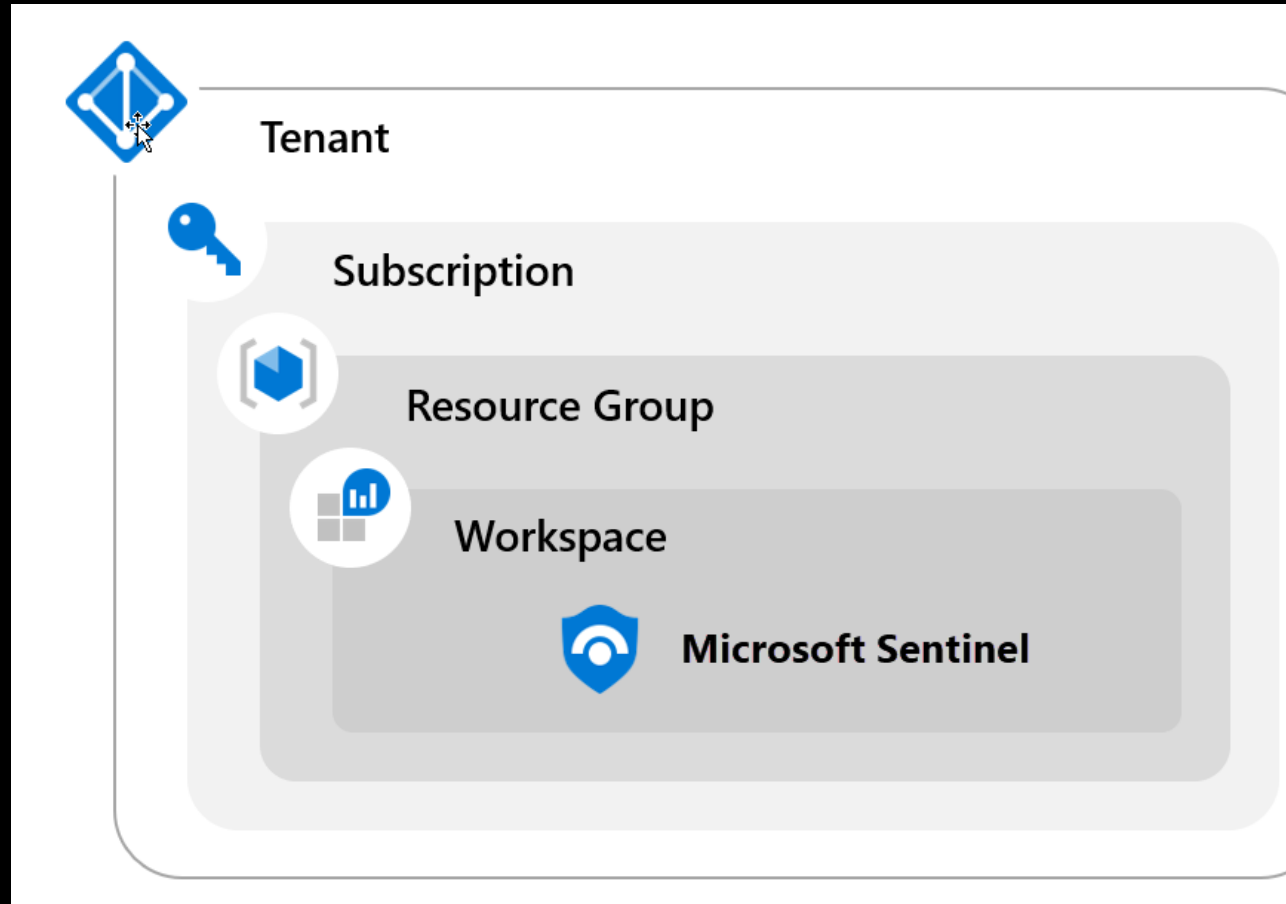 Tenant
Subscription
Resource Group
Workspace
Microsoft Sentinel